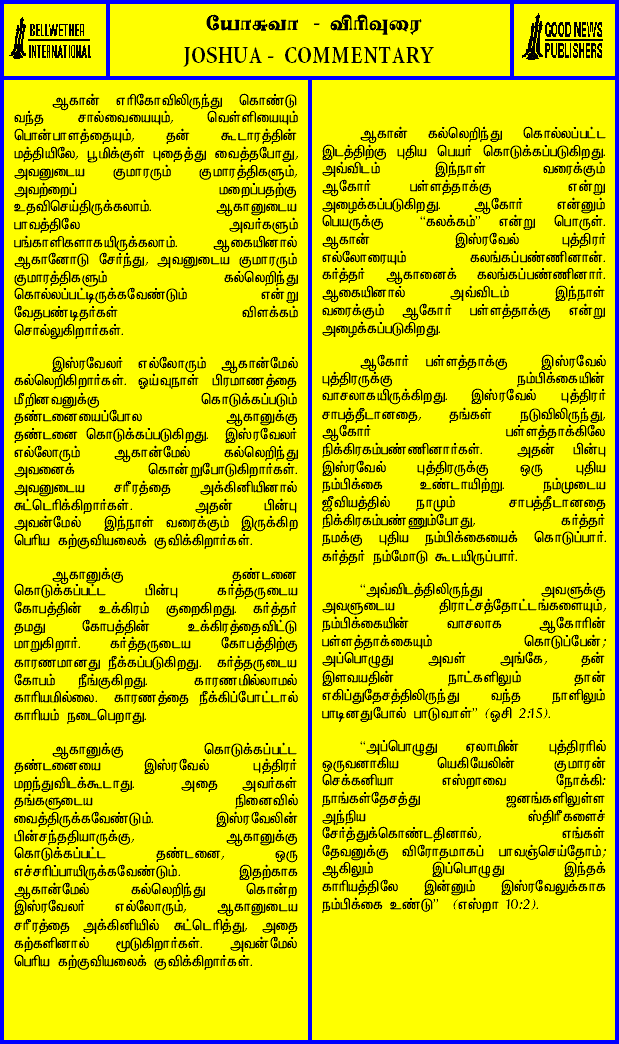 BELLWETHER
INTERNATIONAL
யோசுவா - விரிவுரை
JOSHUA - COMMENTARY
GOOD NEWS
PUBLISHERS
ஆகான் எரிகோவிலிருந்து கொண்டு
வந்த சால்வையையும், வெள்ளியையும்
பொன்பாளத்தையும், தன் கூடாரத்தின்
மத்தியிலே, பூமிக்குள் புதைத்து வைத்தபோது,
அவனுடைய குமாரரும் குமாரத்திகளும்,
அவற்றைப் மறைப்பதற்கு
உதவிசெய்திருக்கலாம். ஆகானுடைய
பாவத்திலே அவர்களும்
பங்காளிகளாகயிருக்கலாம். ஆகையினால்
ஆகானோடு சேர்ந்து, அவனுடைய குமாரரும்
குமாரத்திகளும் கல்லெறிந்து
கொல்லப்பட்டிருக்கவேண்டும் என்று
வேதபண்டிதர்கள் விளக்கம்
சொல்லுகிறார்கள்.
இஸ்ரவேலர் எல்லோரும் ஆகான்மேல்
கல்லெறிகிறார்கள். ஓய்வுநாள் பிரமாணத்தை
மீறினவனுக்கு கொடுக்கப்படும்
தண்டனையைப்போல ஆகானுக்கு
தண்டனை கொடுக்கப்படுகிறது. இஸ்ரவேலர்
எல்லோரும் ஆகான்மேல் கல்லெறிந்து
அவனைக் கொன்றுபோடுகிறார்கள்.
அவனுடைய சரீரத்தை அக்கினியினால்
சுட்டெரிக்கிறார்கள். அதன் பின்பு
அவன்மேல் இந்நாள் வரைக்கும் இருக்கிற
பெரிய கற்குவியலைக் குவிக்கிறார்கள்.
ஆகானுக்கு தண்டனை
கொடுக்கப்பட்ட பின்பு கர்த்தருடைய
கோபத்தின் உக்கிரம் குறைகிறது. கர்த்தர்
தமது கோபத்தின் உக்கிரத்தைவிட்டு
மாறுகிறார். கர்த்தருடைய கோபத்திற்கு
காரணமானது நீக்கப்படுகிறது. கர்த்தருடைய
கோபம் நீங்குகிறது. காரணமில்லாமல்
காரியமில்லை. காரணத்தை நீக்கிப்போட்டால்
காரியம் நடைபெறாது.
ஆகானுக்கு கொடுக்கப்பட்ட
தண்டனையை இஸ்ரவேல் புத்திரர்
மறந்துவிடக்கூடாது. அதை அவர்கள்
தங்களுடைய நினைவில்
வைத்திருக்கவேண்டும். இஸ்ரவேலின்
பின்சந்ததியாருக்கு, ஆகானுக்கு
கொடுக்கப்பட்ட தண்டனை, ஒரு
எச்சரிப்பாயிருக்கவேண்டும். இதற்காக
ஆகான்மேல் கல்லெறிந்து கொன்ற
இஸ்ரவேலர் எல்லோரும், ஆகானுடைய
சரீரத்தை அக்கினியில் சுட்டெரித்து, அதை
கற்களினால் மூடுகிறார்கள். அவன்மேல்
பெரிய கற்குவியலைக் குவிக்கிறார்கள்.
ஆகான் கல்லெறிந்து கொல்லப்பட்ட
இடத்திற்கு புதிய பெயர் கொடுக்கப்படுகிறது.
அவ்விடம் இந்நாள் வரைக்கும்
ஆகோர் பள்ளத்தாக்கு என்று
அழைக்கப்படுகிறது. ஆகோர் என்னும்
பெயருக்கு “கலக்கம்” என்று பொருள்.
ஆகான் இஸ்ரவேல் புத்திரர்
எல்லோரையும் கலங்கப்பண்ணினான்.
கர்த்தர் ஆகானைக் கலங்கப்பண்ணினார்.
ஆகையினால் அவ்விடம் இந்நாள்
வரைக்கும் ஆகோர் பள்ளத்தாக்கு என்று
அழைக்கப்படுகிறது.
ஆகோர் பள்ளத்தாக்கு இஸ்ரவேல்
புத்திரருக்கு நம்பிக்கையின்
வாசலாகயிருக்கிறது. இஸ்ரவேல் புத்திரர்
சாபத்தீடானதை, தங்கள் நடுவிலிருந்து,
ஆகோர் பள்ளத்தாக்கிலே
நிக்கிரகம்பண்ணினார்கள். அதன் பின்பு
இஸ்ரவேல் புத்திரருக்கு ஒரு புதிய
நம்பிக்கை உண்டாயிற்று. நம்முடைய
ஜீவியத்தில் நாமும் சாபத்தீடானதை
நிக்கிரகம்பண்ணும்போது, கர்த்தர்
நமக்கு புதிய நம்பிக்கையைக் கொடுப்பார்.
கர்த்தர் நம்மோடு கூடயிருப்பார்.
“அவ்விடத்திலிருந்து அவளுக்கு
அவளுடைய திராட்சத்தோட்டங்களையும்,
நம்பிக்கையின் வாசலாக ஆகோரின்
பள்ளத்தாக்கையும் கொடுப்பேன்;
அப்பொழுது அவள் அங்கே, தன்
இளவயதின் நாட்களிலும் தான்
எகிப்துதேசத்திலிருந்து வந்த நாளிலும்
பாடினதுபோல் பாடுவாள்” (ஓசி 2:15).
“அப்பொழுது ஏலாமின் புத்திரரில்
ஒருவனாகிய யெகியேலின் குமாரன்
செக்கனியா எஸ்றாவை நோக்கி:
நாங்கள்தேசத்து ஜனங்களிலுள்ள
அந்நிய ஸ்திரீகளைச்
சேர்த்துக்கொண்டதினால், எங்கள்
தேவனுக்கு விரோதமாகப் பாவஞ்செய்தோம்;
ஆகிலும் இப்பொழுது இந்தக்
காரியத்திலே இன்னும் இஸ்ரவேலுக்காக
நம்பிக்கை உண்டு” (எஸ்றா 10:2).